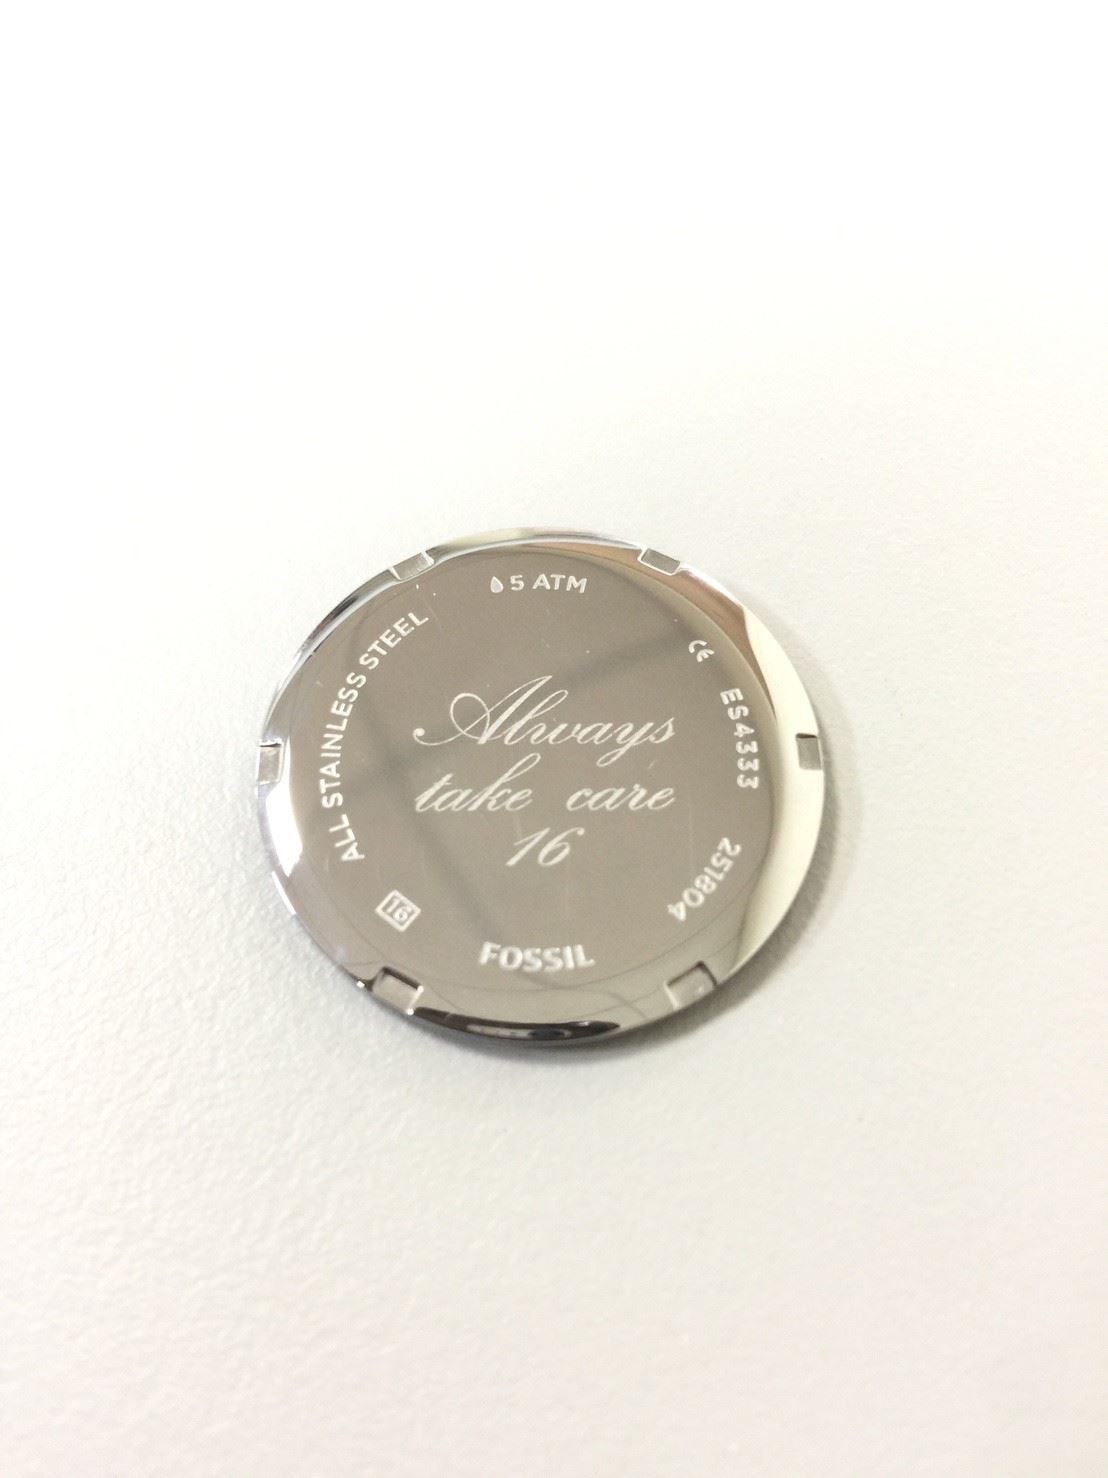 5 ATM
CE
ES4333
251804
FOSSIL
16
ALL STAINLESS STEEL
Always
take care
16